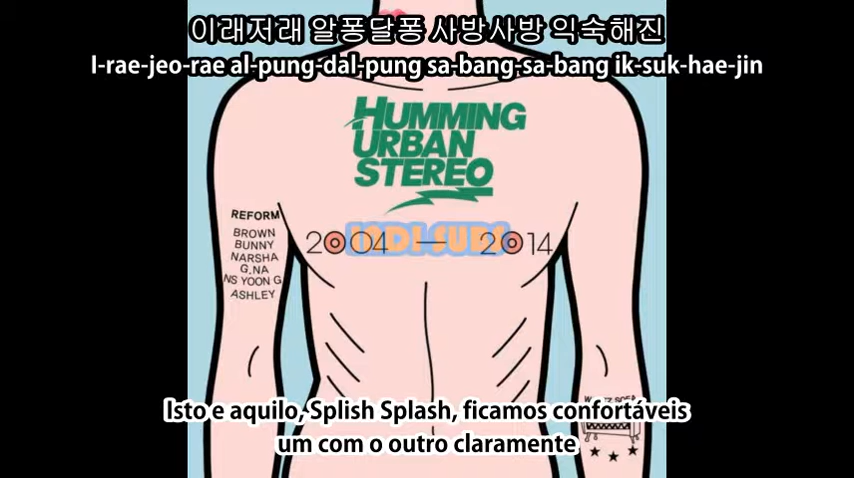 이래저래 알퐁달퐁 사방사방 익숙해진
I-rae-jeo-rae al-pung-dal-pung sa-bang-sa-bang ik-suk-hae-jin
HUMMING
URBAN
STEREO
REFORM
BROWN
BUNNY
NARSHA
G.NA
NS YOON G
ASHLEY
2004 — 2014
INDI SUBS
Isto e aquilo, Splish Splash, ficamos confortáveis
um com o outro claramente